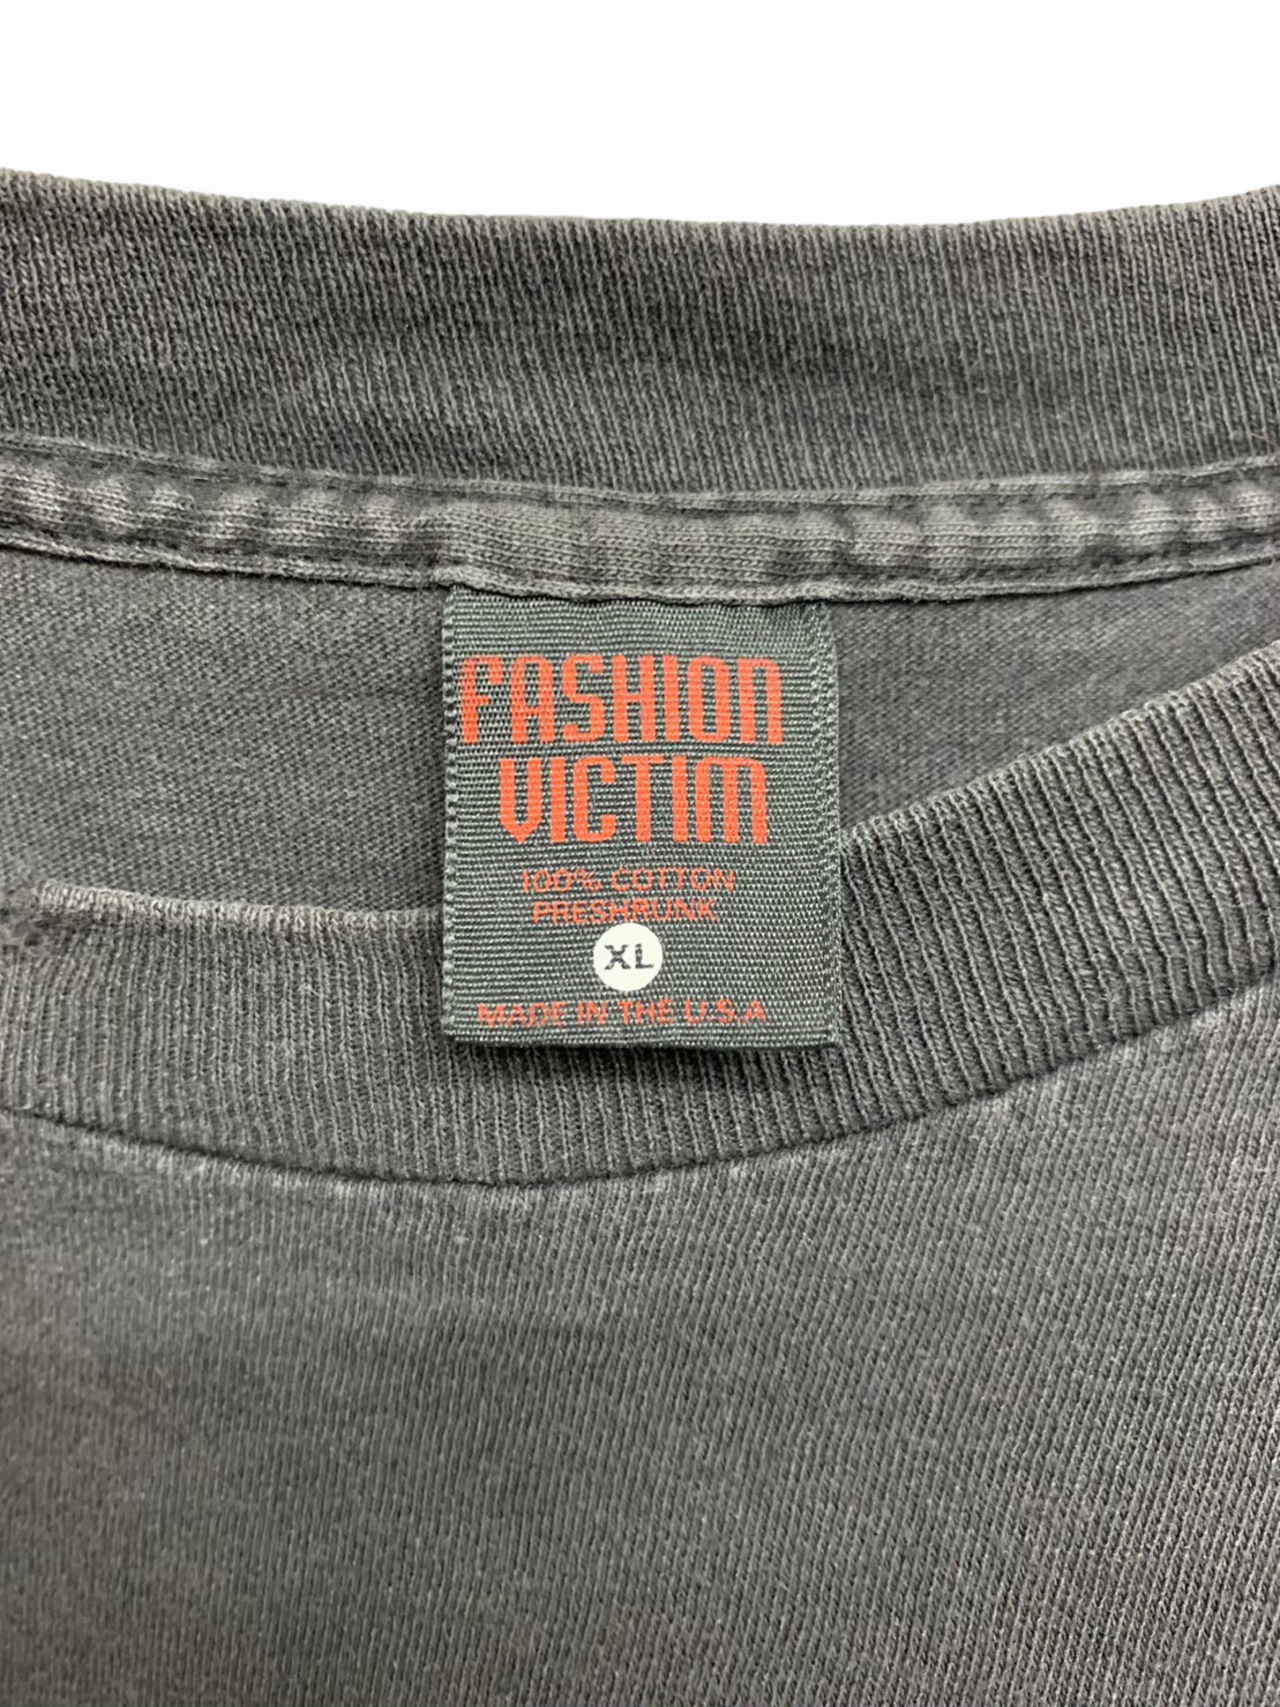 FASHION
VICTIM
100% COTTON
PRESHRUNK
XL
MADE IN THE U.S.A.